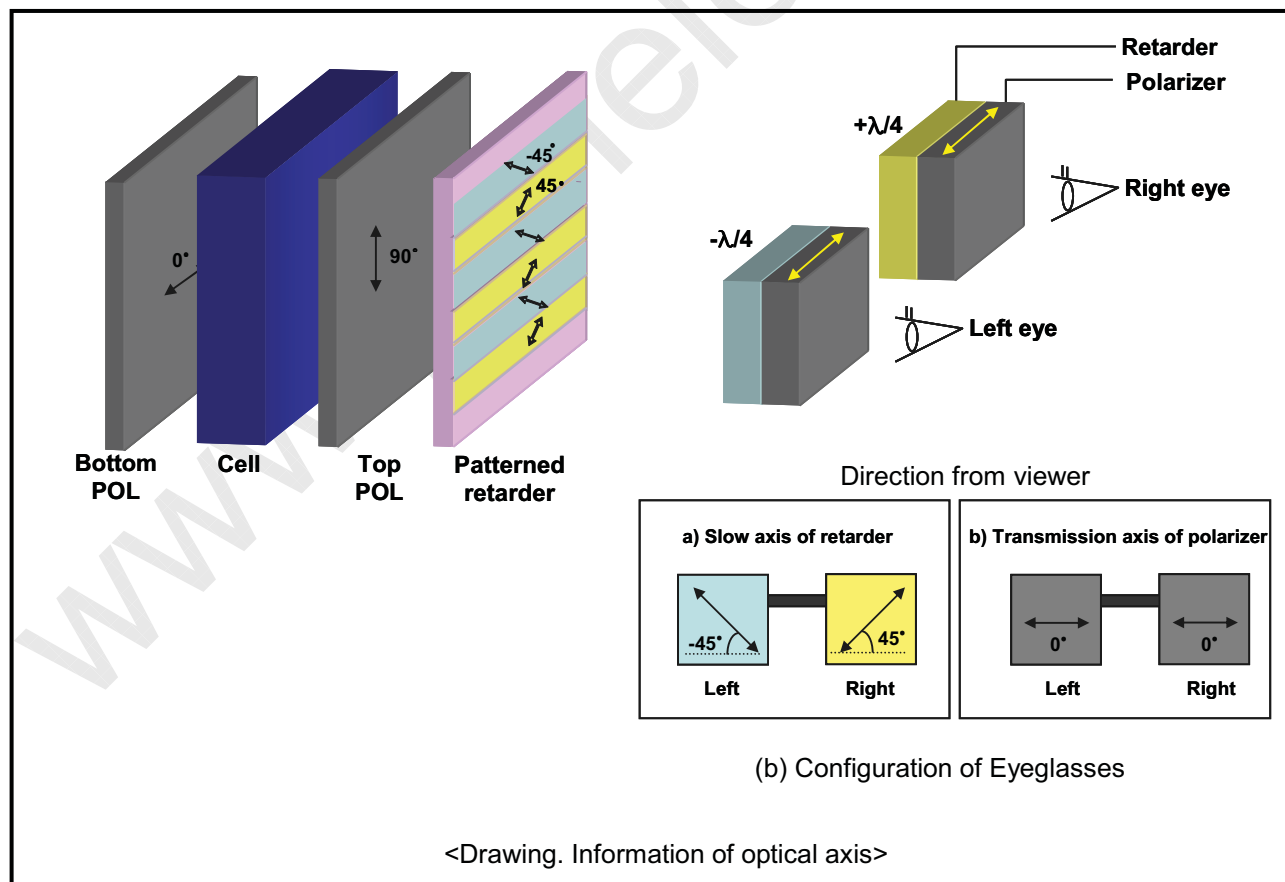 Retarder
Polarizer
+λ/4
-45°
45°
Right eye
-λ/4
0°
90°
Left eye
Bottom
POL
Cell
Top
POL
Patterned
retarder
Direction from viewer
a) Slow axis of retarder
-45°
45°
Left
Right
b) Transmission axis of polarizer
0°
0°
Left
Right
(b) Configuration of Eyeglasses
<Drawing. Information of optical axis>